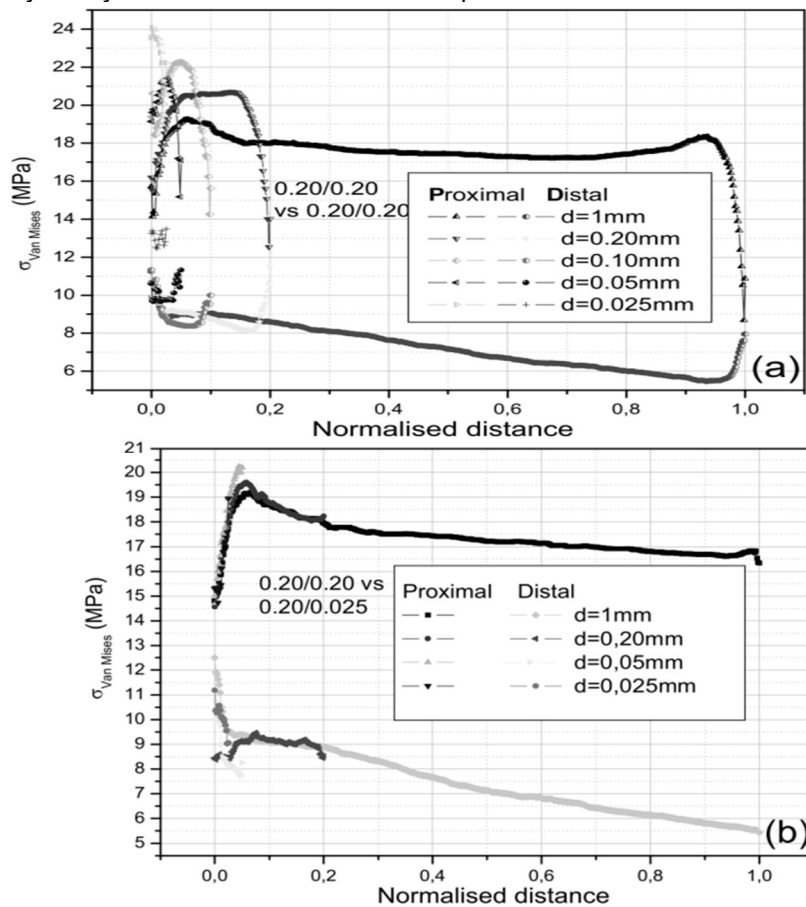 24
22
20
18
16
14
12
10
8
6
σVan Mises (MPa)
0.20/0.20
vs 0.20/0.20
Proximal Distal
d=1mm
d=0.20mm
d=0.10mm
d=0.05mm
d=0.025mm
(a)
0,0 0,2 0,4 0,6 0,8 1,0
Normalised distance
21
20
19
18
17
16
15
14
13
12
11
10
9
8
7
6
5
σVan Mises (MPa)
0.20/0.20 vs
0.20/0.025
Proximal Distal
d=1mm
d=0,20mm
d=0,05mm
d=0,025mm
(b)
0,0 0,2 0,4 0,6 0,8 1,0
Normalised distance